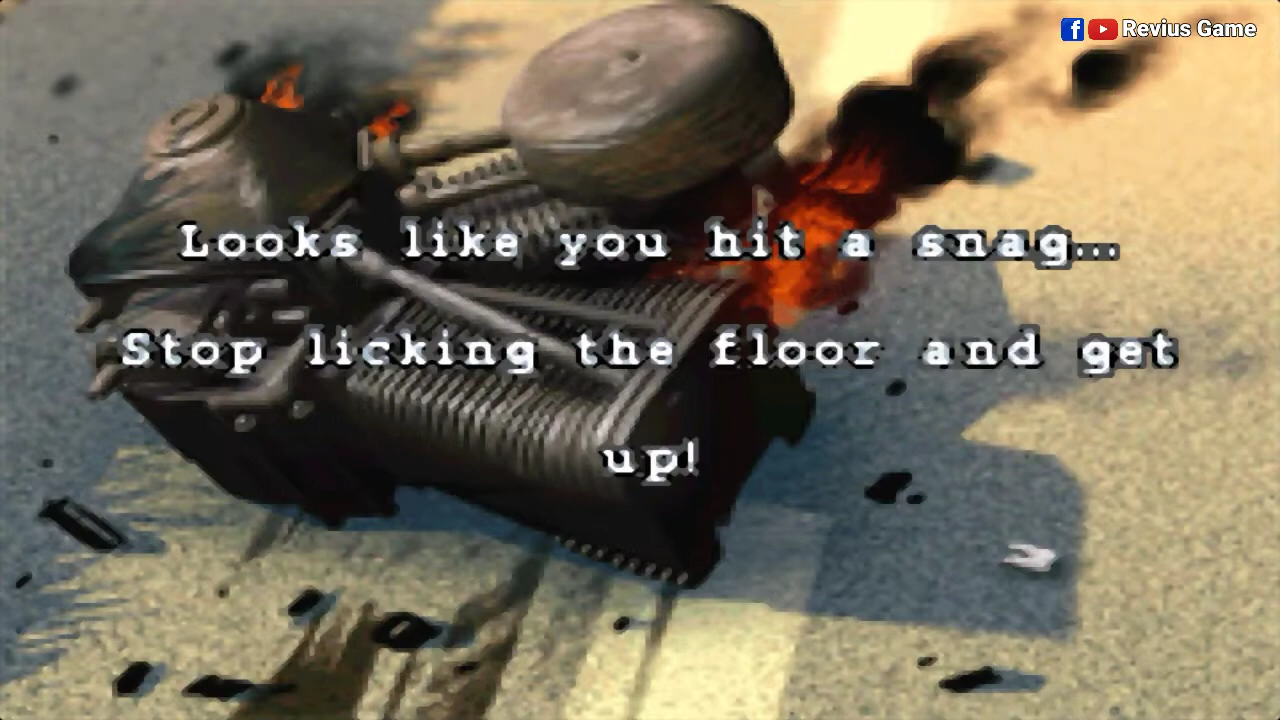 Revius Game
Looks like you hit a snag...
Stop licking the floor and get
up!